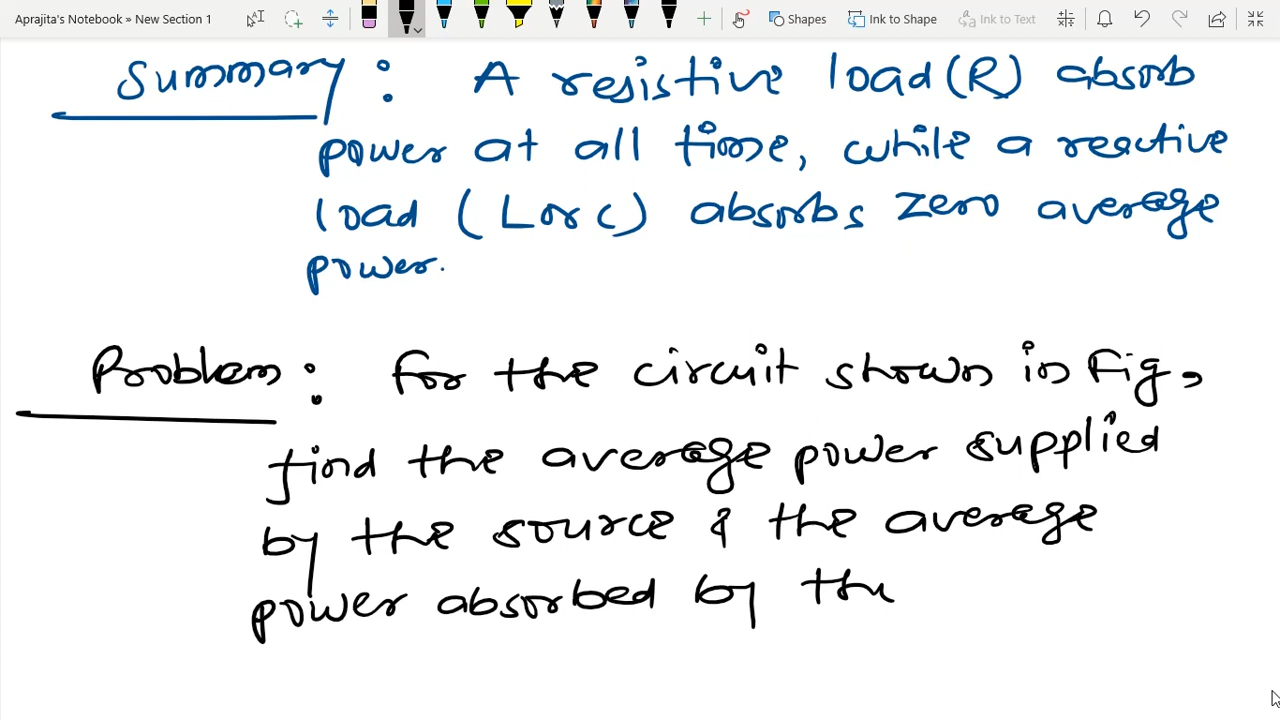 Aprajita's Notebook » New Section 1
Shapes
Ink to Shape
Ink to Text
Summary : A resistive load (R) absorb
power at all time, while a reactive
load (L or C) absorbs zero average
power.
Problem : For the circuit shown in Fig,
find the average power supplied
by the source & the average
power absorbed by the